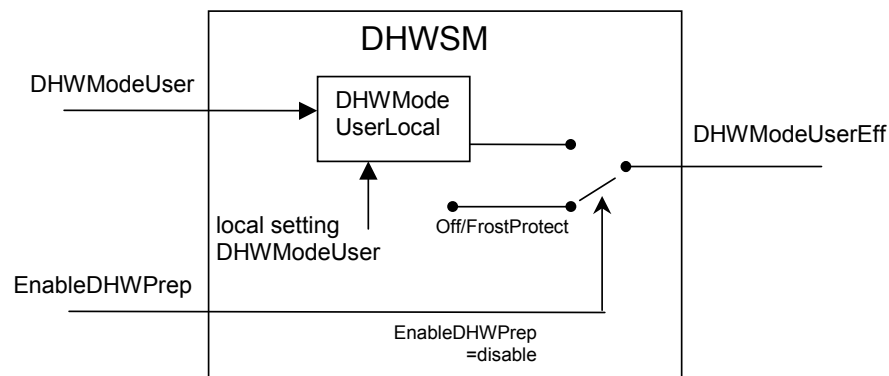 DHWSM
DHWModeUser
DHWMode
UserLocal
DHWModeUserEff
local setting
DHWModeUser
Off/FrostProtect
EnableDHWPrep
EnableDHWPrep
=disable